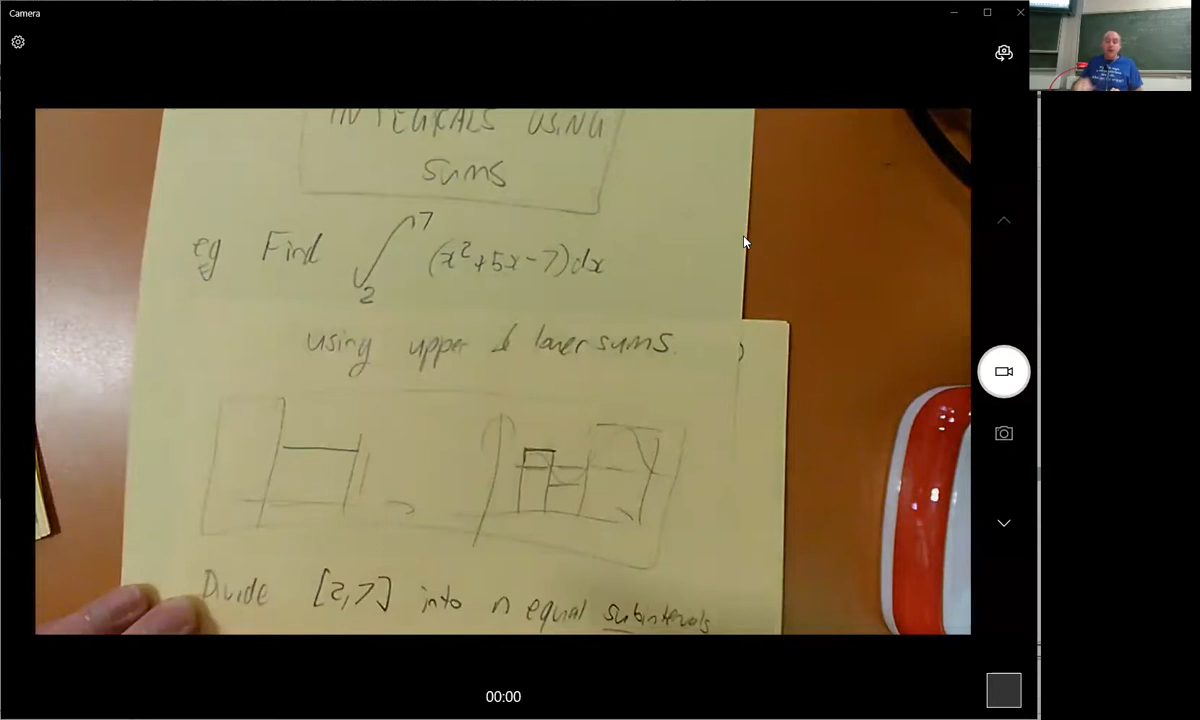 Camera
INTEGRALS USING
SUMS
eg Find ∫₂⁷ (x²+5x-7)dx
using upper & lower sums.
Divide [2,7] into n equal subintervals
00:00